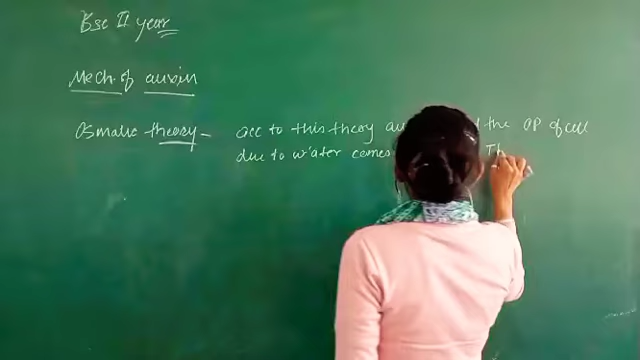 Bsc II year
Mech. of auxin
Osmatic theory - acc to this theory au the OP of cell
due to water comes Th